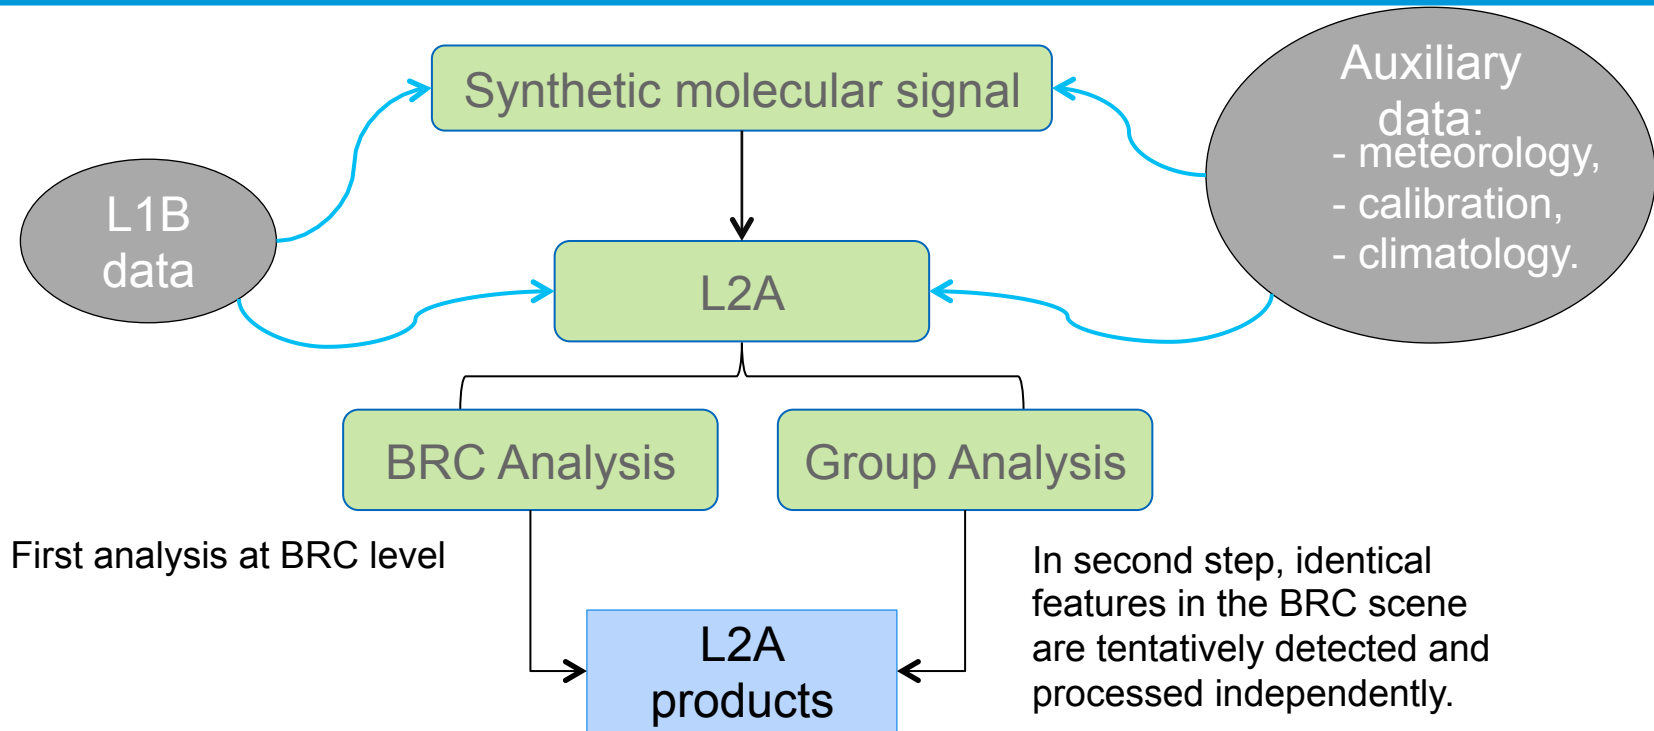 Synthetic molecular signal
Auxiliary
data:
- meteorology,
- calibration,
- climatology.
L1B
data
L2A
BRC Analysis
Group Analysis
First analysis at BRC level
In second step, identical
features in the BRC scene
are tentatively detected and
processed independently.
L2A
products